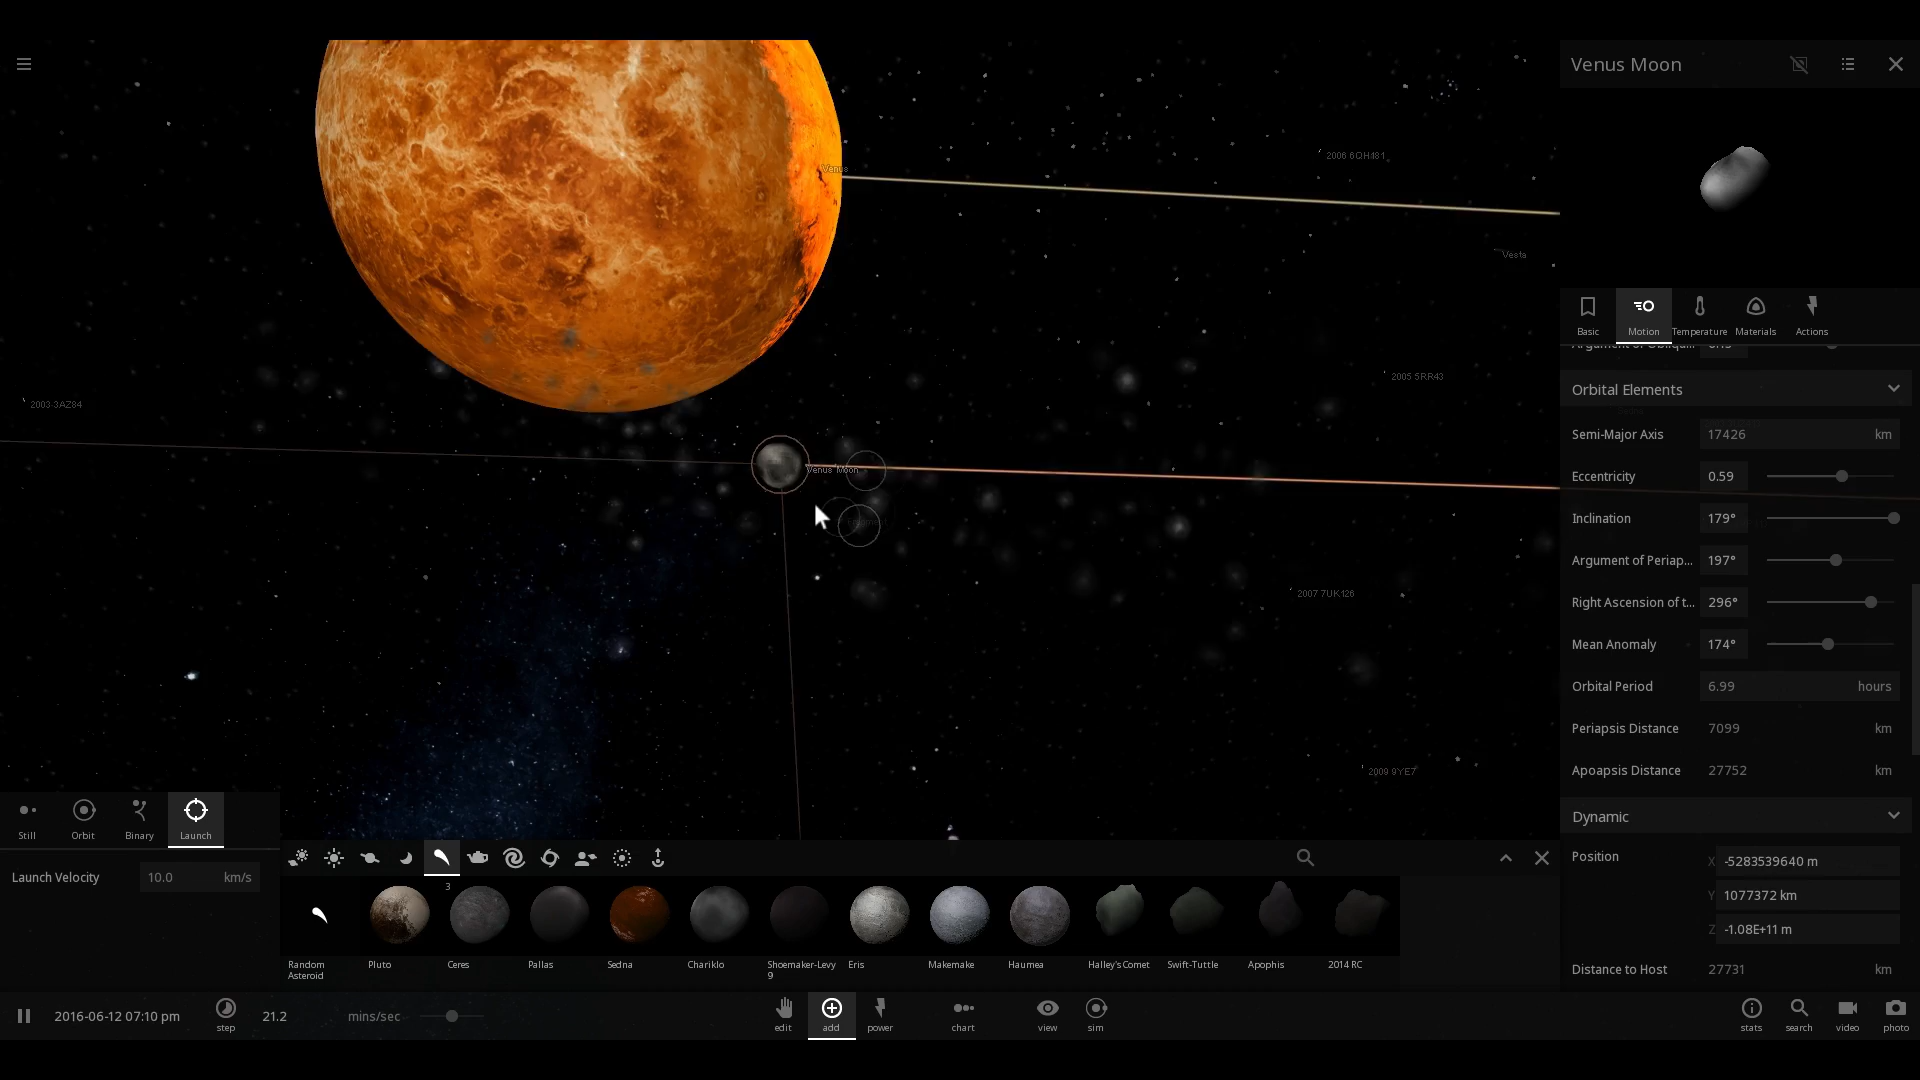 Venus Moon
Venus
2006 6QH181
Vesta
2005 5RR43
2003 3AZ84
Venus Moon
2007 7UK126
2009 9YE7
Basic
Motion
Temperature
Materials
Actions
Orbital Elements
Semi-Major Axis 17426 km
Eccentricity 0.59
Inclination 179°
Argument of Periap... 197°
Right Ascension of t... 296°
Mean Anomaly 174°
Orbital Period 6.99 hours
Periapsis Distance 7099 km
Apoapsis Distance 27752 km
Dynamic
Position X -5283539640 m
Y 1077372 km
Z -1.08E+11 m
Distance to Host 27731 km
Still
Orbit
Binary
Launch
Launch Velocity 10.0 km/s
3
Random
Asteroid
Pluto
Ceres
Pallas
Sedna
Chariklo
Shoemaker-Levy
9
Eris
Makemake
Haumea
Halley's Comet
Swift-Tuttle
Apophis
2014 RC
2016-06-12 07:10 pm
step
21.2 mins/sec
edit
add
power
chart
view
sim
stats
search
video
photo